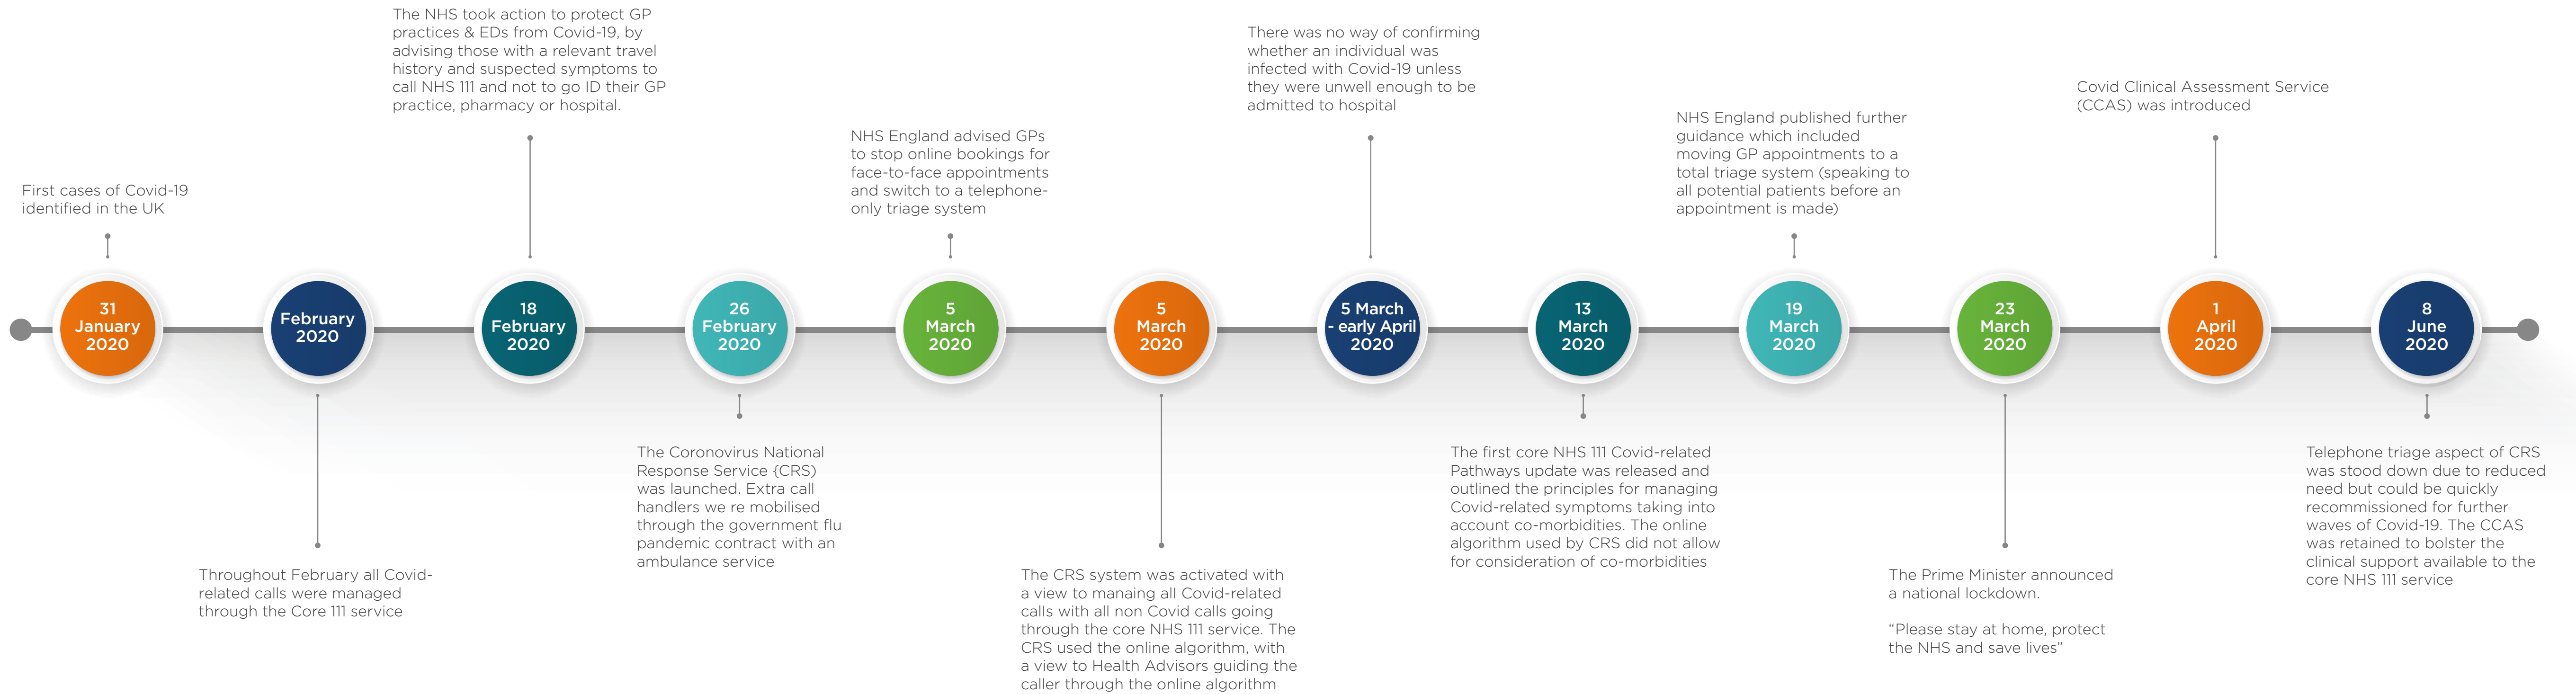 31
January
2020
First cases of Covid-19
identified in the UK
February
2020
Throughout February all Covid-
related calls were managed
through the Core 111 service
18
February
2020
The NHS took action to protect GP
practices & EDs from Covid-19, by
advising those with a relevant travel
history and suspected symptoms to
call NHS 111 and not to go ID their GP
practice, pharmacy or hospital.
26
February
2020
The Coronovirus National
Response Service {CRS)
was launched. Extra call
handlers we re mobilised
through the government flu
pandemic contract with an
ambulance service
5
March
2020
NHS England advised GPs
to stop online bookings for
face-to-face appointments
and switch to a telephone-
only triage system
5
March
2020
The CRS system was activated with
a view to manaing all Covid-related
calls with all non Covid calls going
through the core NHS 111 service. The
CRS used the online algorithm, with
a view to Health Advisors guiding the
caller through the online algorithm
5 March
- early April
2020
There was no way of confirming
whether an individual was
infected with Covid-19 unless
they were unwell enough to be
admitted to hospital
13
March
2020
The first core NHS 111 Covid-related
Pathways update was released and
outlined the principles for managing
Covid-related symptoms taking into
account co-morbidities. The online
algorithm used by CRS did not allow
for consideration of co-morbidities
19
March
2020
NHS England published further
guidance which included
moving GP appointments to a
total triage system (speaking to
all potential patients before an
appointment is made)
23
March
2020
The Prime Minister announced
a national lockdown.
“Please stay at home, protect
the NHS and save lives”
1
April
2020
Covid Clinical Assessment Service
(CCAS) was introduced
8
June
2020
Telephone triage aspect of CRS
was stood down due to reduced
need but could be quickly
recommissioned for further
waves of Covid-19. The CCAS
was retained to bolster the
clinical support available to the
core NHS 111 service